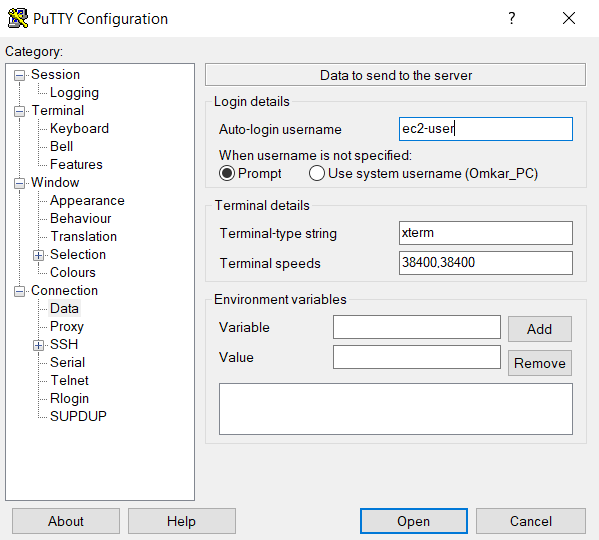 PuTTY Configuration
?
Category:
Session
Logging
Terminal
Keyboard
Bell
Features
Window
Appearance
Behaviour
Translation
Selection
Colours
Connection
Data
Proxy
SSH
Serial
Telnet
Rlogin
SUPDUP
Data to send to the server
Login details
Auto-login username ec2-user
When username is not specified:
Prompt Use system username (Omkar_PC)
Terminal details
Terminal-type string xterm
Terminal speeds 38400,38400
Environment variables
Variable Add
Value Remove
About Help Open Cancel